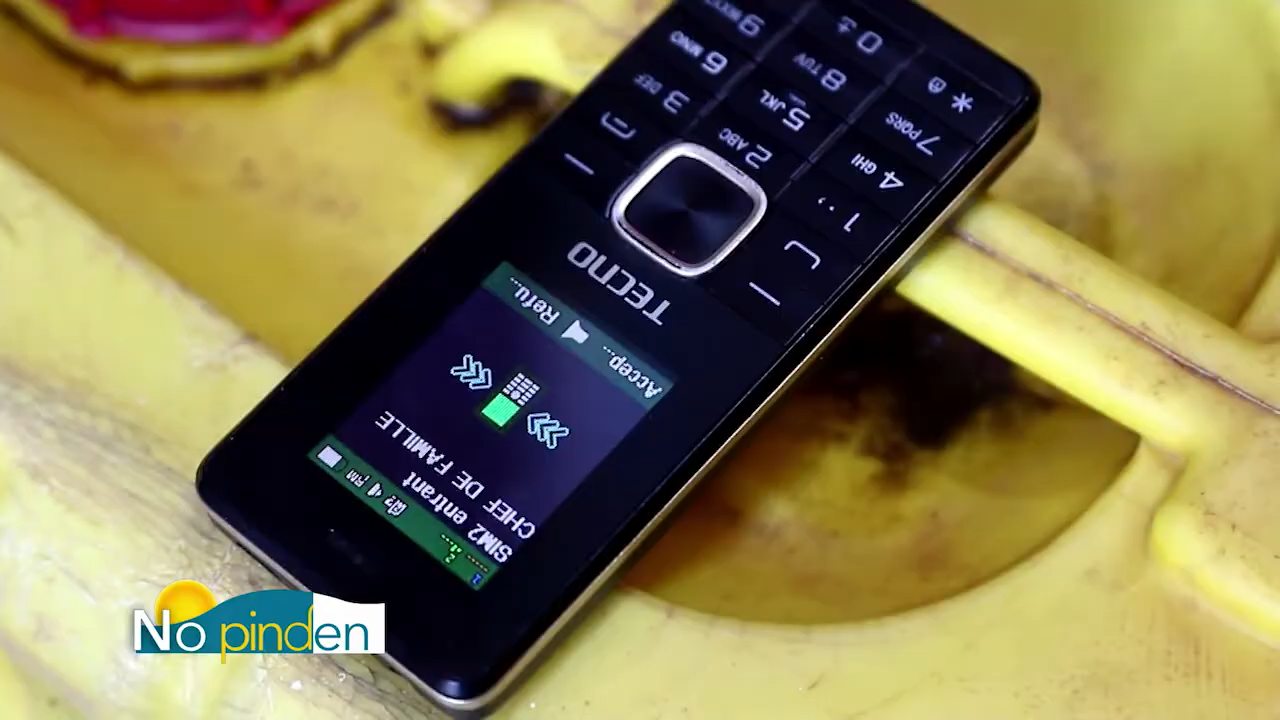 SIM2 entrant
CHEF DE FAMILLE
Accep...
Refu...
TECNO
1
2 ABC
3 DEF
4 GHI
5 JKL
6 MNO
7 PQRS
8 TUV
9 WXYZ
*
0
No pinden